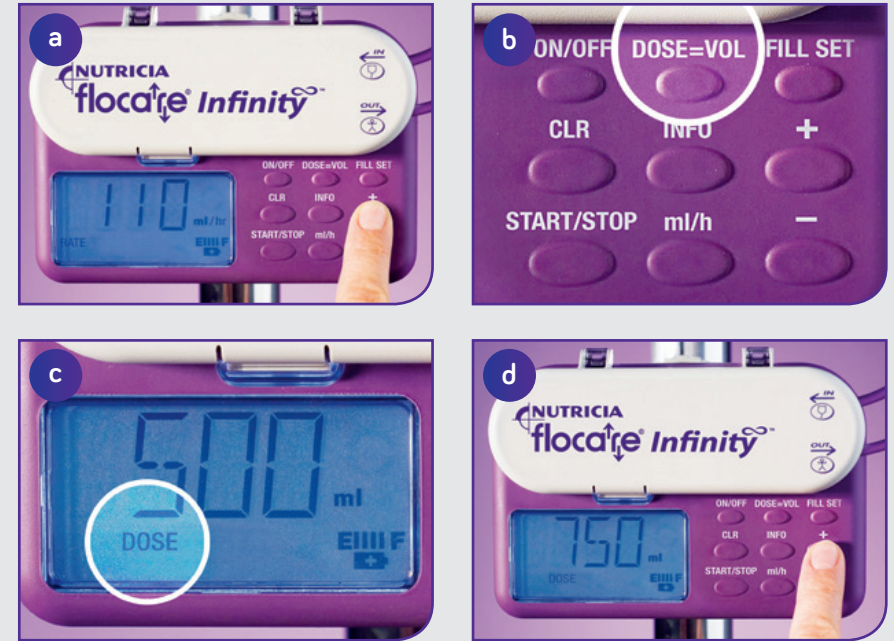 a
IN
NUTRICIA
flocare Infinity™
OUT
110 ml/hr
RATE
E F
ON/OFF DOSE=VOL FILL SET
CLR INFO +
START/STOP ml/h
b
ON/OFF DOSE=VOL FILL SET
CLR INFO +
START/STOP ml/h −
c
500 ml
DOSE
E F
d
IN
NUTRICIA
flocare Infinity™
OUT
750 ml
DOSE
E F
ON/OFF DOSE=VOL FILL SET
CLR INFO +
START/STOP ml/h